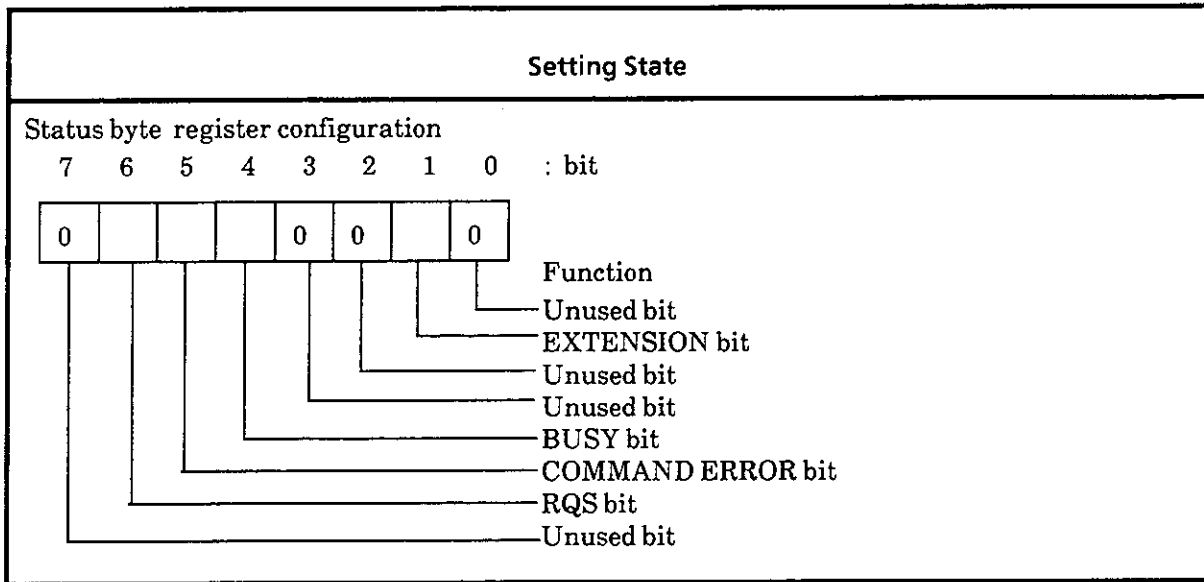 Setting State
Status byte register configuration
7 6 5 4 3 2 1 0 : bit
0 0 0 0
Function
Unused bit
EXTENSION bit
Unused bit
Unused bit
BUSY bit
COMMAND ERROR bit
RQS bit
Unused bit